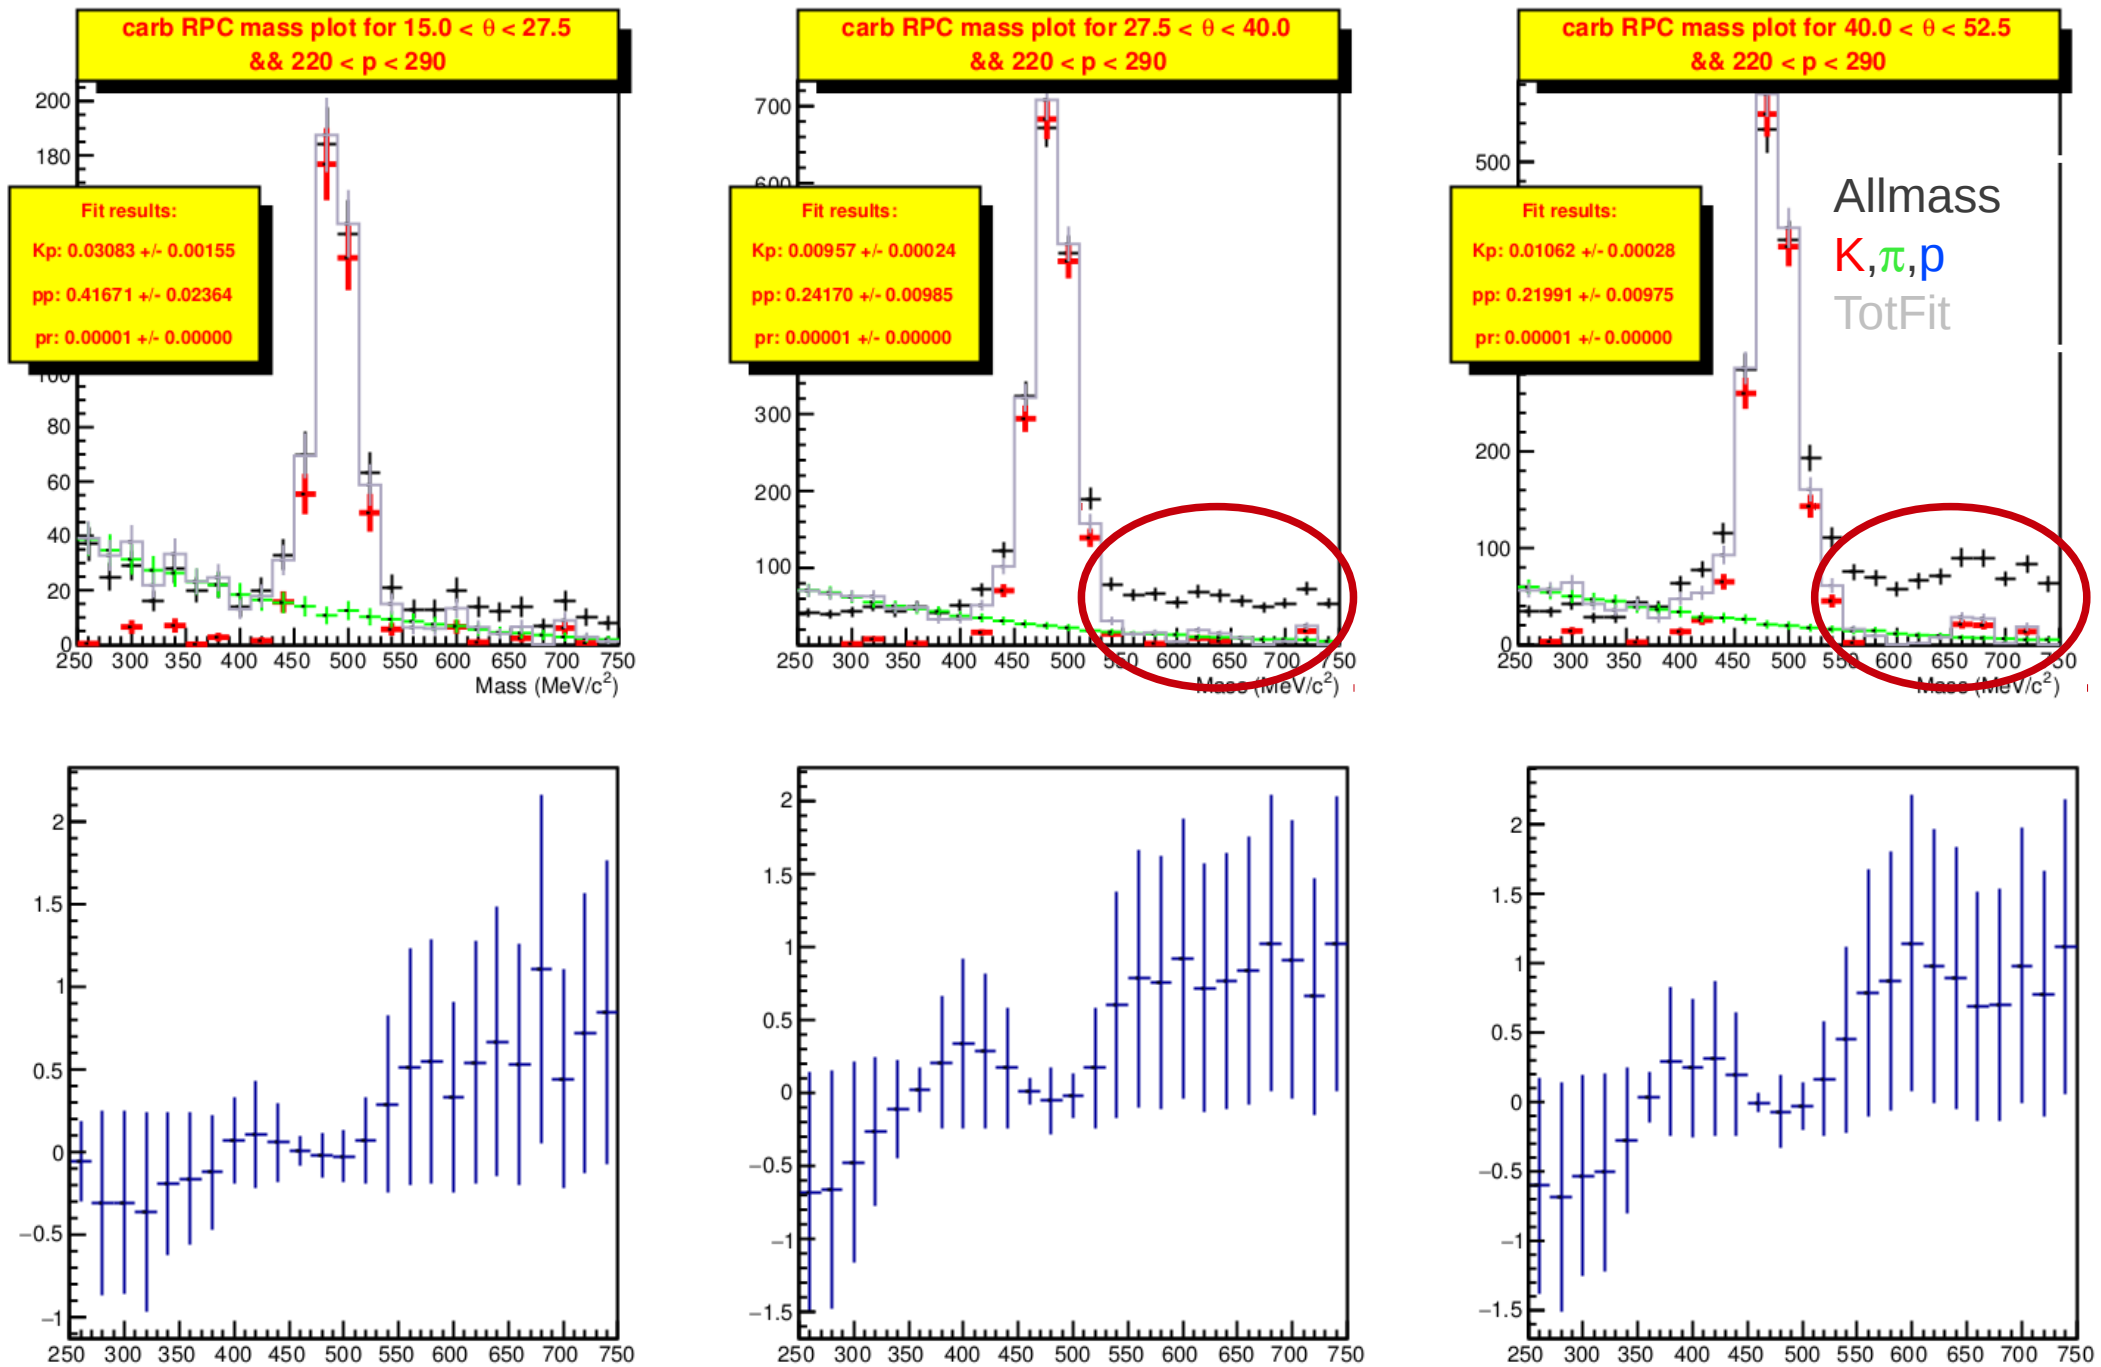 carb RPC mass plot for 15.0 < θ < 27.5
&& 220 < p < 290
200
180
Fit results:
Kp: 0.03083 +/- 0.00155
pp: 0.41671 +/- 0.02364
pr: 0.00001 +/- 0.00000
100
80
60
40
20
0
250 300 350 400 450 500 550 600 650 700 750
Mass (MeV/c²)
carb RPC mass plot for 27.5 < θ < 40.0
&& 220 < p < 290
700
600
Fit results:
Kp: 0.00957 +/- 0.00024
pp: 0.24170 +/- 0.00985
pr: 0.00001 +/- 0.00000
300
200
100
0
250 300 350 400 450 500 550 600 650 700 750
Mass (MeV/c²)
carb RPC mass plot for 40.0 < θ < 52.5
&& 220 < p < 290
500
Fit results:
Kp: 0.01062 +/- 0.00028
pp: 0.21991 +/- 0.00975
pr: 0.00001 +/- 0.00000
Allmass
K,π,p
TotFit
200
100
0
250 300 350 400 450 500 550 600 650 700 750
Mass (MeV/c²)
2
1.5
1
0.5
0
−0.5
−1
250 300 350 400 450 500 550 600 650 700 750
2
1.5
1
0.5
0
−0.5
−1
−1.5
250 300 350 400 450 500 550 600 650 700 750
2
1.5
1
0.5
0
−0.5
−1
−1.5
250 300 350 400 450 500 550 600 650 700 750